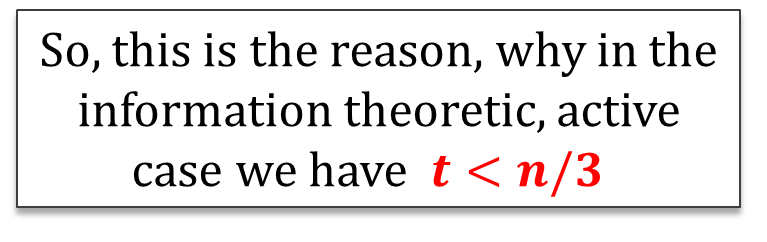 So, this is the reason, why in the
information theoretic, active
case we have t < n/3